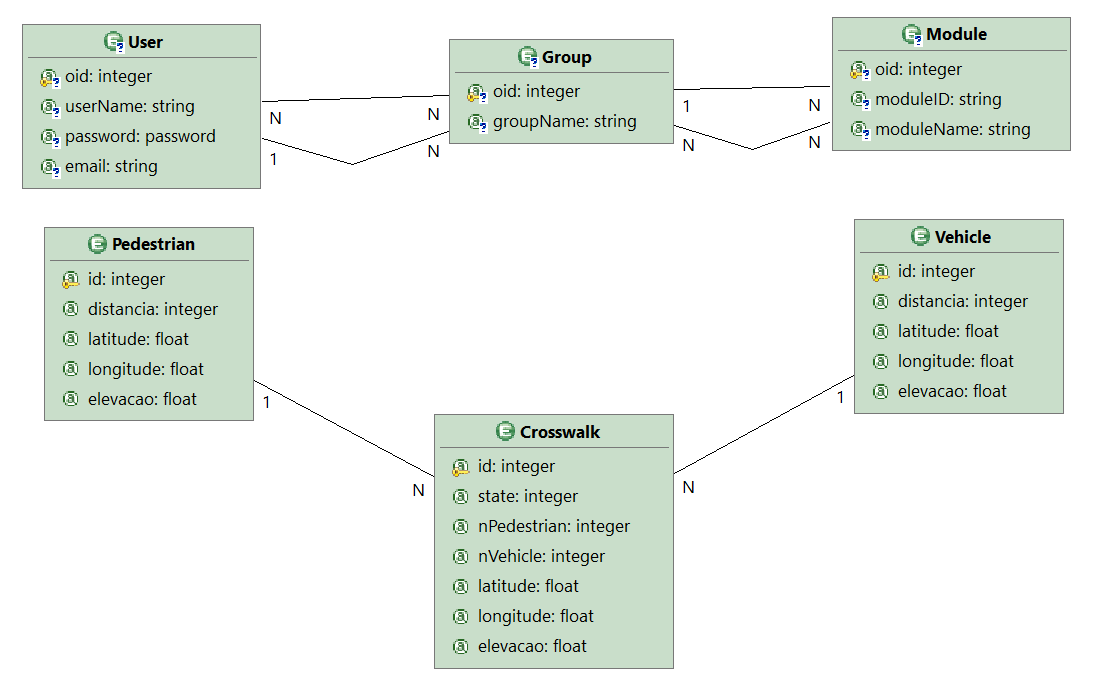 User
oid: integer
userName: string
password: password
email: string
N
1
N
N
Group
oid: integer
groupName: string
1
N
N
N
Module
oid: integer
moduleID: string
moduleName: string
Pedestrian
id: integer
distancia: integer
latitude: float
longitude: float
elevacao: float
1
N
Vehicle
id: integer
distancia: integer
latitude: float
longitude: float
elevacao: float
1
N
Crosswalk
id: integer
state: integer
nPedestrian: integer
nVehicle: integer
latitude: float
longitude: float
elevacao: float